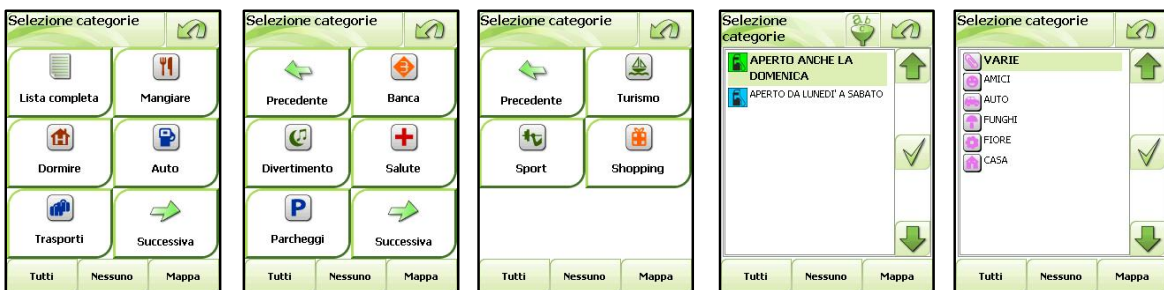 Selezione categorie
Lista completa
Mangiare
Dormire
Auto
Trasporti
Successiva
Tutti
Nessuno
Mappa
Selezione categorie
Precedente
Banca
Divertimento
Salute
P
Parcheggi
Successiva
Tutti
Nessuno
Mappa
Selezione categorie
Precedente
Turismo
Sport
Shopping
Tutti
Nessuno
Mappa
Selezione
categorie
APERTO ANCHE LA
DOMENICA
APERTO DA LUNEDI' A SABATO
Tutti
Nessuno
Mappa
Selezione categorie
VARIE
AMICI
AUTO
FUNGHI
FIORE
CASA
Tutti
Nessuno
Mappa